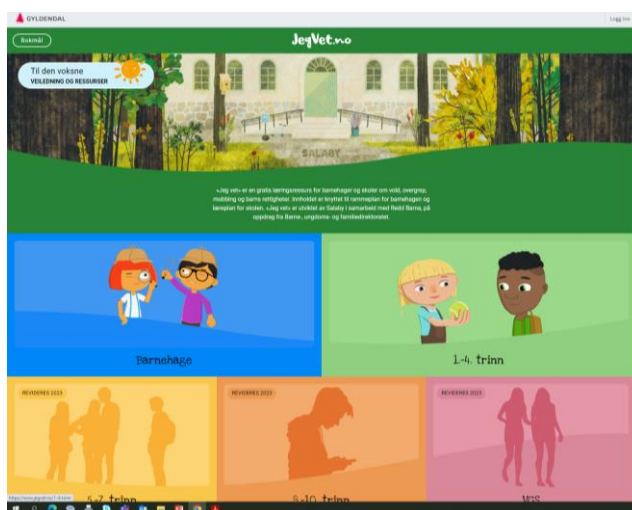 GYLDENDAL
Logg inn
Bokmål
JegVet.no
Til den voksne
VEILEDNING OG RESSURSER
SALABY
«Jeg vet» er en gratis læringsressurs for barnehager og skoler om vold, overgrep,
mobbing og barns rettigheter. Innholdet er knyttet til rammeplan for barnehagen og
læreplan for skolen. «Jeg vet» er utviklet av Salaby i samarbeid med Redd Barna, på
oppdrag fra Barne-, ungdoms- og familiedirektoratet.
Barnehage
1.-4. trinn
REVIDERES 2023
REVIDERES 2023
REVIDERES 2023
5.-7. trinn
8.-10. trinn
VGS